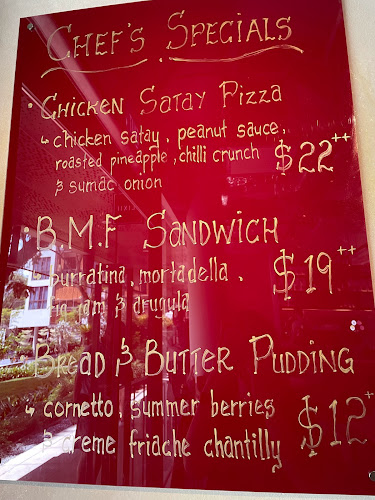 Chef's Specials
• Chicken Satay Pizza
↳ chicken satay, peanut sauce,
roasted pineapple, chilli crunch $22++
& sumac onion
• B.M.F Sandwich
burratina, mortadella. $19++
jam & arugula
Bread & Butter Pudding
↳ cornetto, summer berries $12+
& creme friache chantilly